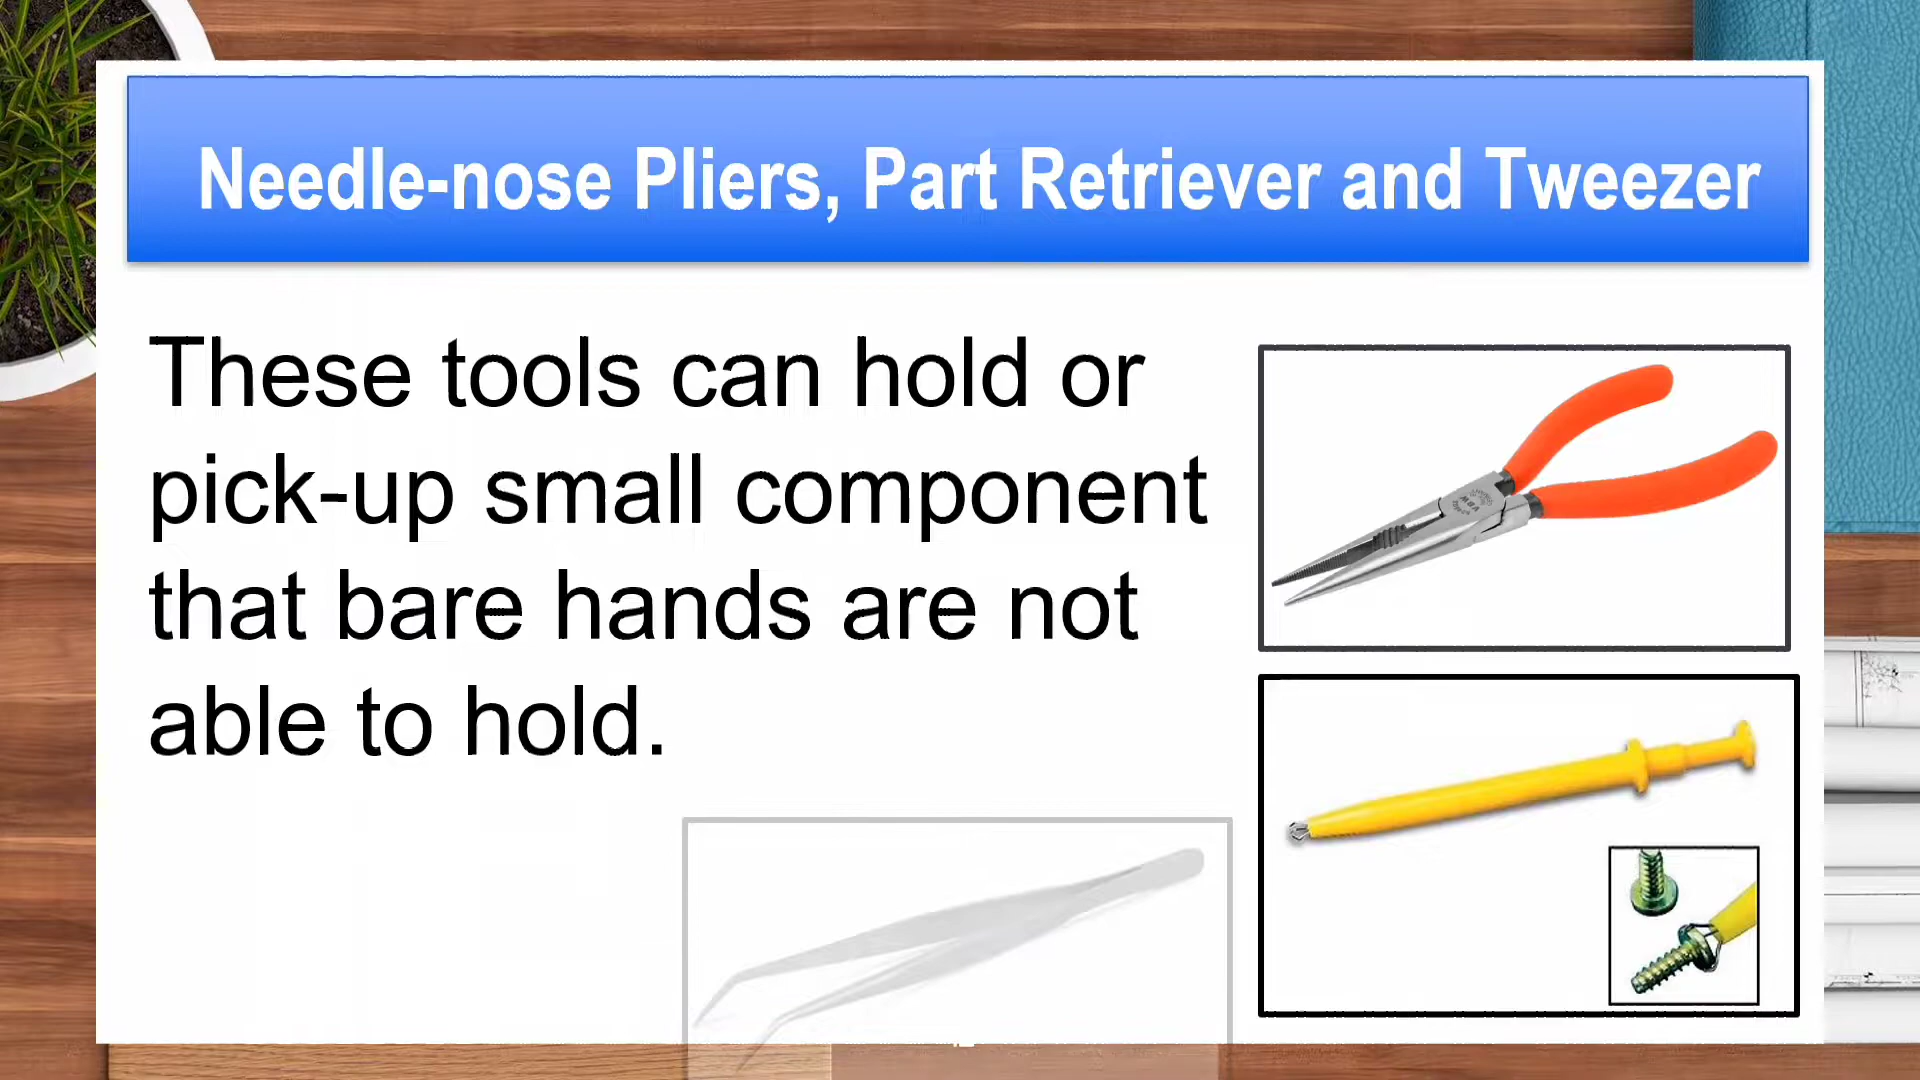 Needle-nose Pliers, Part Retriever and Tweezer
These tools can hold or
pick-up small component
that bare hands are not
able to hold.